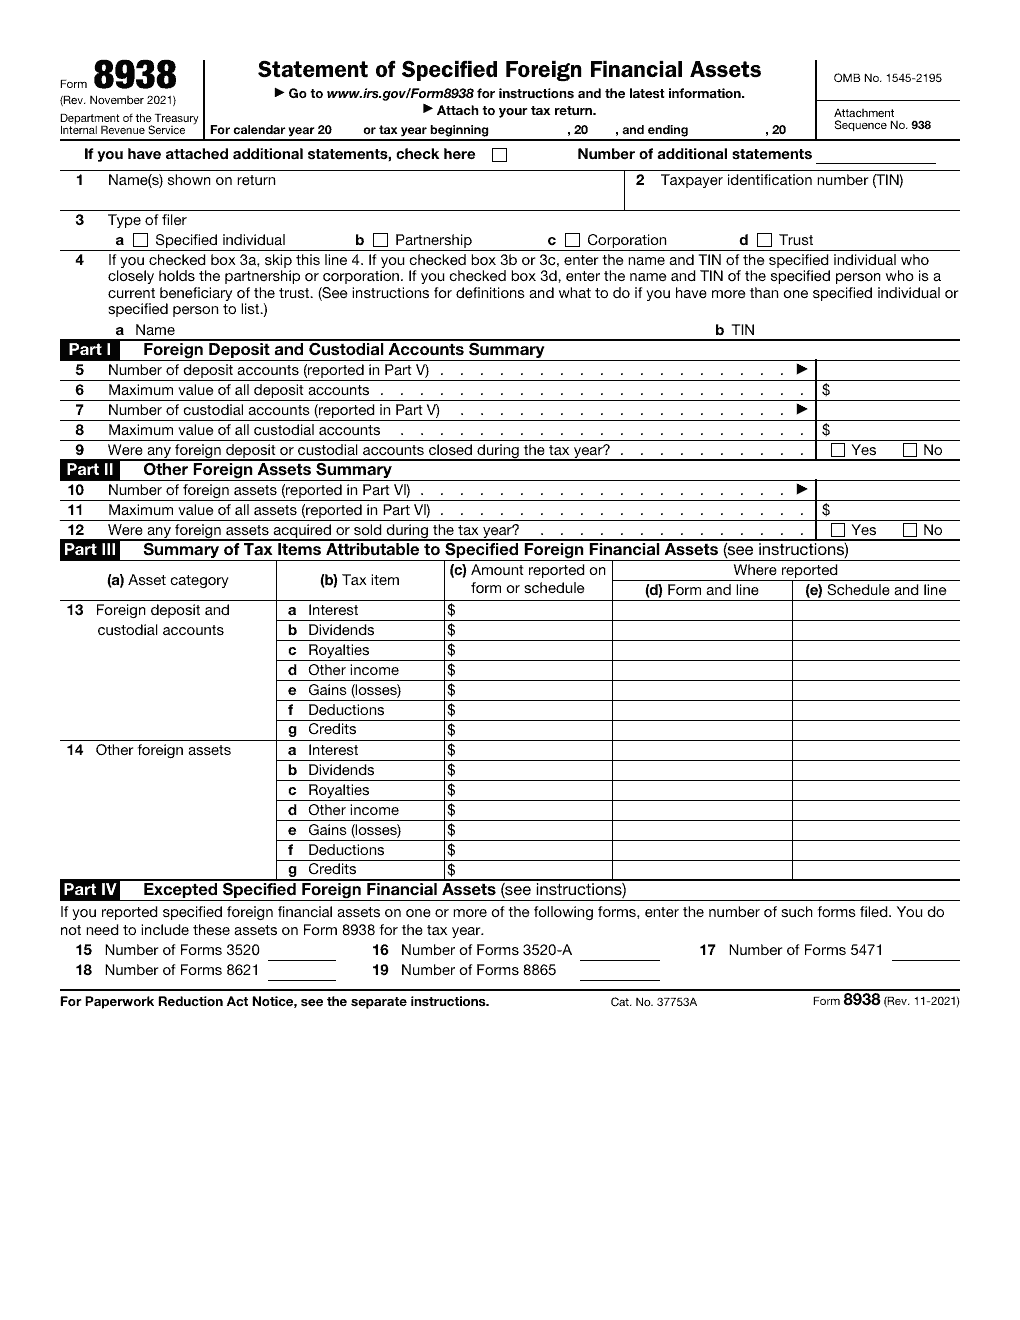 Form 8938
(Rev. November 2021)
Department of the Treasury
Internal Revenue Service
Statement of Specified Foreign Financial Assets
▶ Go to www.irs.gov/Form8938 for instructions and the latest information.
▶ Attach to your tax return.
For calendar year 20 or tax year beginning , 20 , and ending , 20
OMB No. 1545-2195
Attachment
Sequence No. 938
If you have attached additional statements, check here Number of additional statements
1 Name(s) shown on return
2 Taxpayer identification number (TIN)
3 Type of filer
a Specified individual b Partnership c Corporation d Trust
4 If you checked box 3a, skip this line 4. If you checked box 3b or 3c, enter the name and TIN of the specified individual who
closely holds the partnership or corporation. If you checked box 3d, enter the name and TIN of the specified person who is a
current beneficiary of the trust. (See instructions for definitions and what to do if you have more than one specified individual or
specified person to list.)
a Name b TIN
Part I Foreign Deposit and Custodial Accounts Summary
5 Number of deposit accounts (reported in Part V) . . . . . . . . . . . . . . . . . . ▶
6 Maximum value of all deposit accounts . . . . . . . . . . . . . . . . . . . . . . $
7 Number of custodial accounts (reported in Part V) . . . . . . . . . . . . . . . . . ▶
8 Maximum value of all custodial accounts . . . . . . . . . . . . . . . . . . . . . $
9 Were any foreign deposit or custodial accounts closed during the tax year? . . . . . . . . . . Yes No
Part II Other Foreign Assets Summary
10 Number of foreign assets (reported in Part VI) . . . . . . . . . . . . . . . . . . . ▶
11 Maximum value of all assets (reported in Part VI) . . . . . . . . . . . . . . . . . . . $
12 Were any foreign assets acquired or sold during the tax year? . . . . . . . . . . . . . . Yes No
Part III Summary of Tax Items Attributable to Specified Foreign Financial Assets (see instructions)
(a) Asset category
(b) Tax item
(c) Amount reported on
form or schedule
Where reported
(d) Form and line
(e) Schedule and line
13 Foreign deposit and
custodial accounts
a Interest $
b Dividends $
c Royalties $
d Other income $
e Gains (losses) $
f Deductions $
g Credits $
14 Other foreign assets
a Interest $
b Dividends $
c Royalties $
d Other income $
e Gains (losses) $
f Deductions $
g Credits $
Part IV Excepted Specified Foreign Financial Assets (see instructions)
If you reported specified foreign financial assets on one or more of the following forms, enter the number of such forms filed. You do
not need to include these assets on Form 8938 for the tax year.
15 Number of Forms 3520 16 Number of Forms 3520-A 17 Number of Forms 5471
18 Number of Forms 8621 19 Number of Forms 8865
For Paperwork Reduction Act Notice, see the separate instructions. Cat. No. 37753A Form 8938 (Rev. 11-2021)